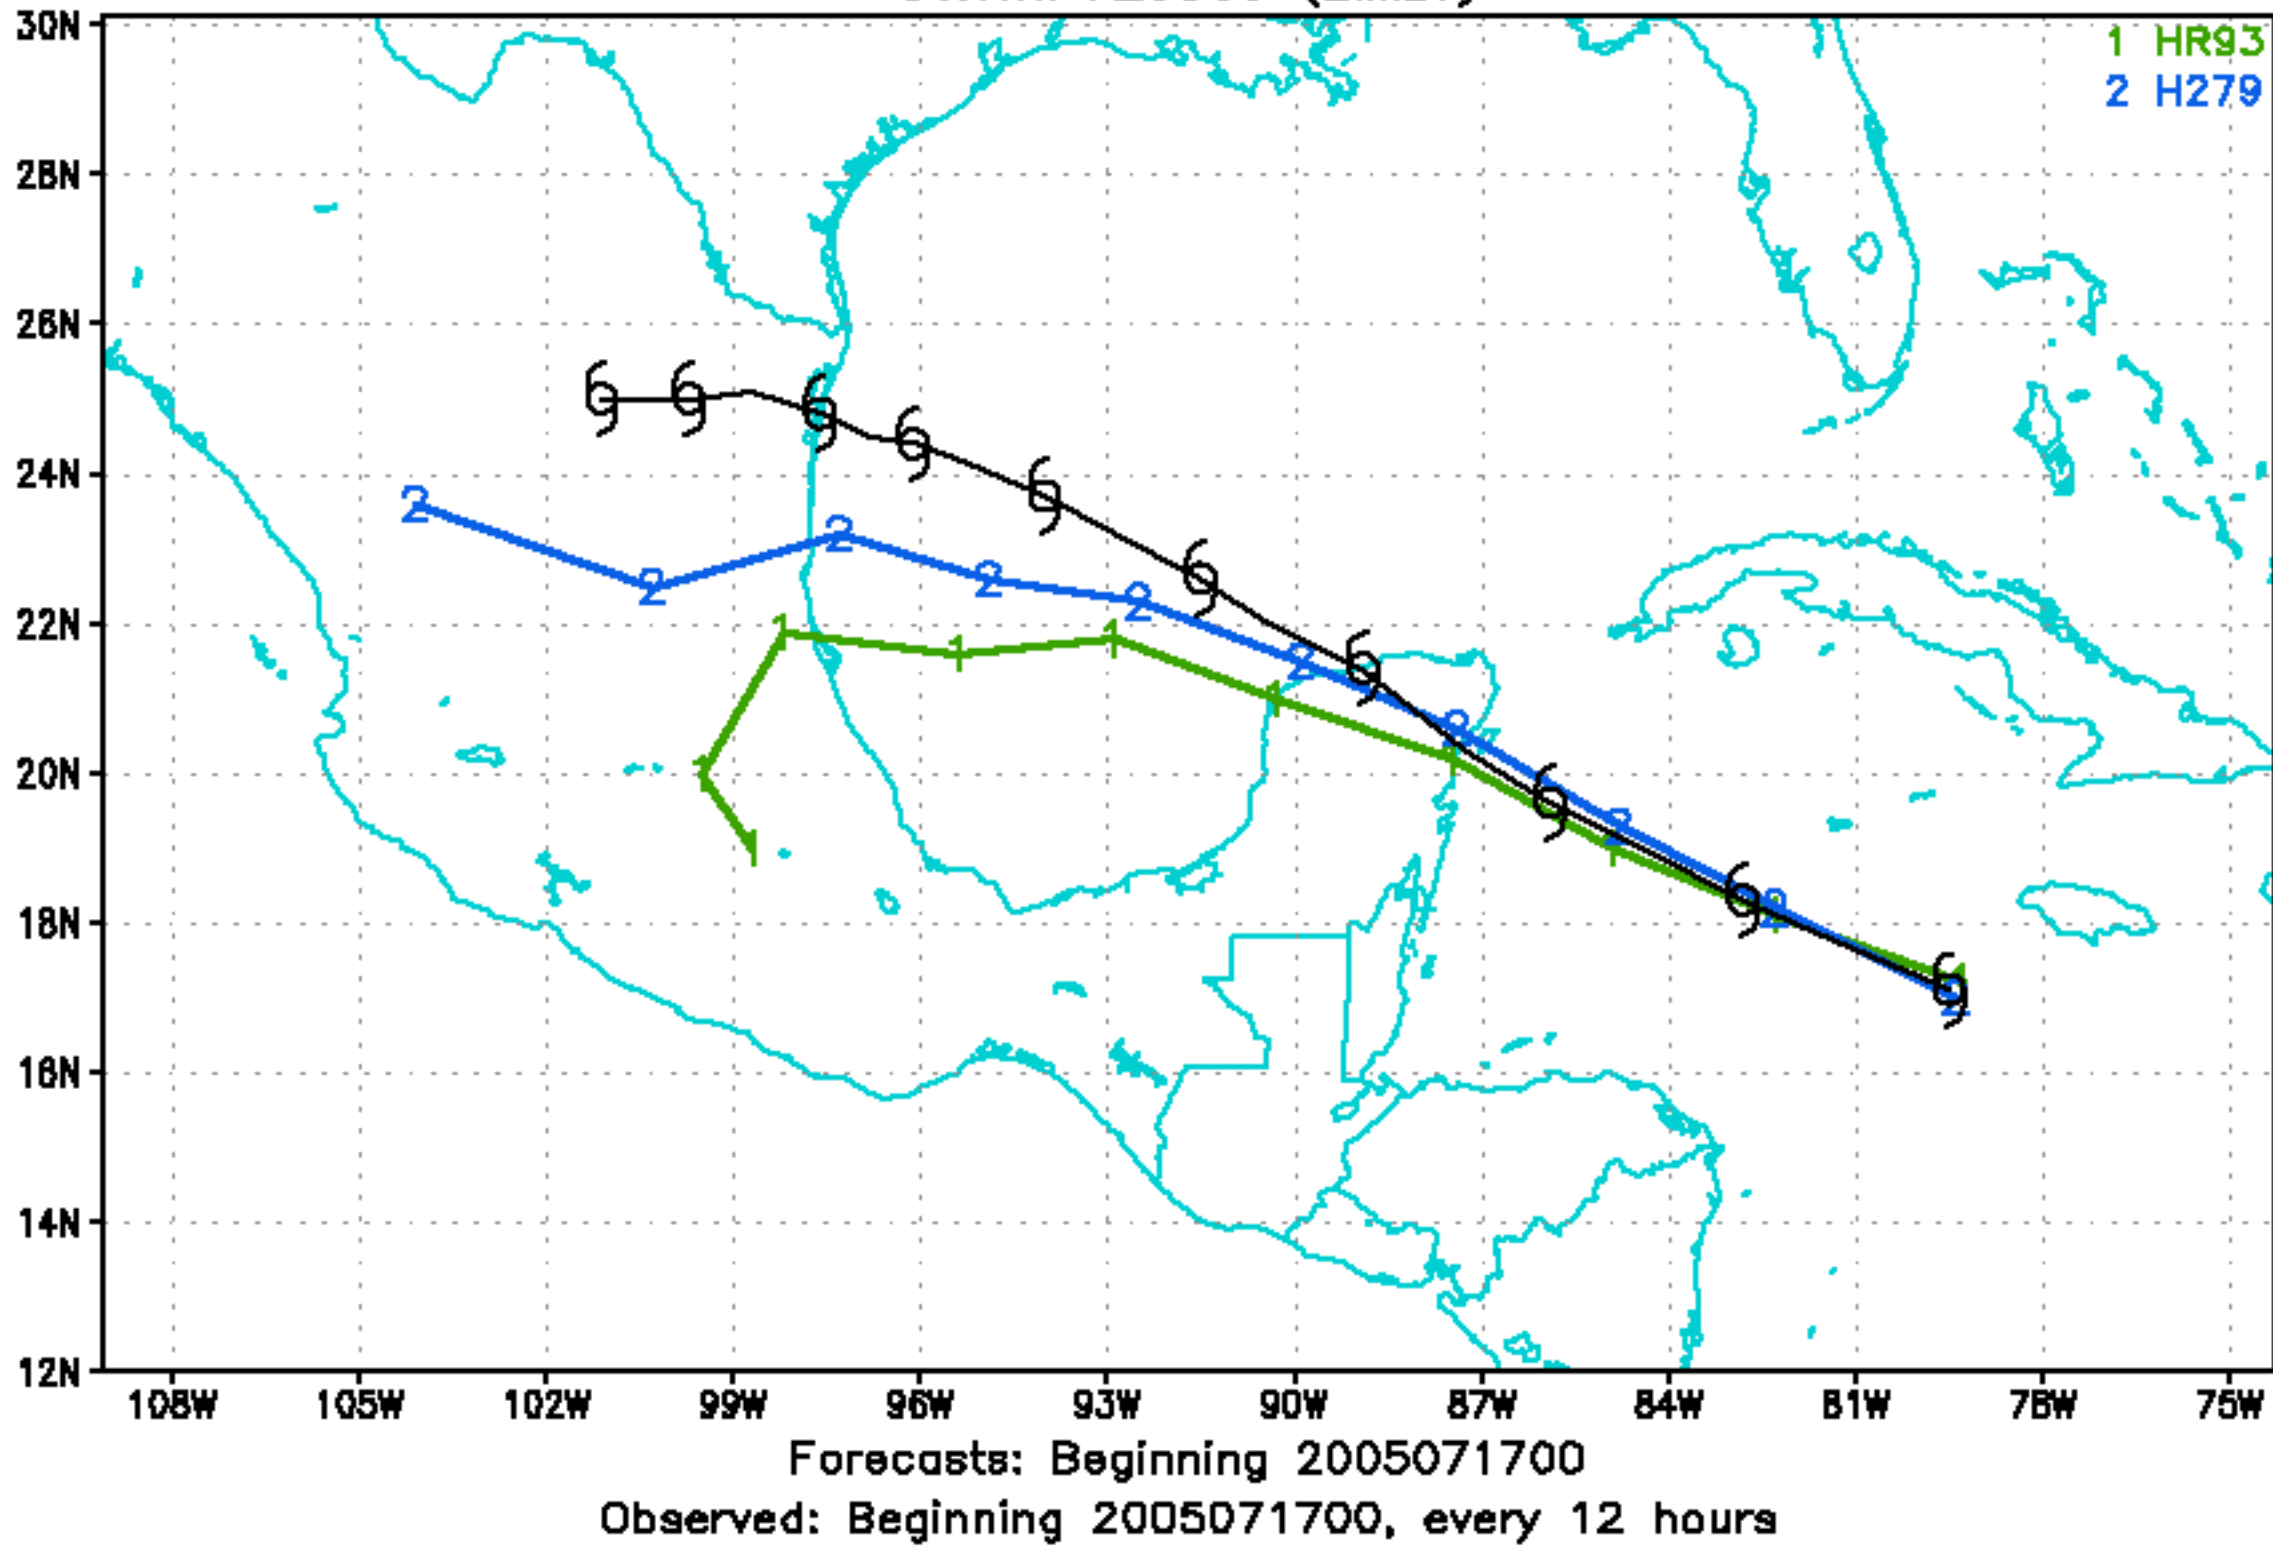 30N
1 HR93
2 H279
28N
26N
24N
22N
20N
18N
16N
14N
12N
108W 105W 102W 99W 96W 93W 90W 87W 84W 81W 78W 75W
Forecasts: Beginning 2005071700
Observed: Beginning 2005071700, every 12 hours